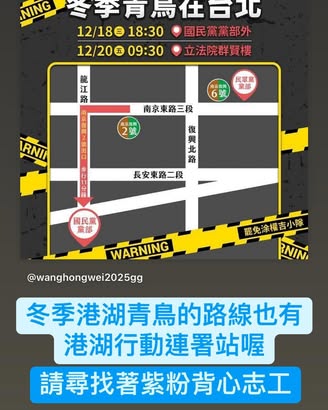 冬季青鳥在台北
12/18 三 18:30 國民黨黨部外
12/20 五 09:30 立法院群賢樓
龍江路
民眾黨
黨部
6號
南京東路三段
2號
復興北路
長安東路二段
國民黨
黨部
WARNING
罷免涂權吉小隊
@wanghongwei2025gg
冬季港湖青鳥的路線也有
港湖行動連署站喔
請尋找著紫粉背心志工